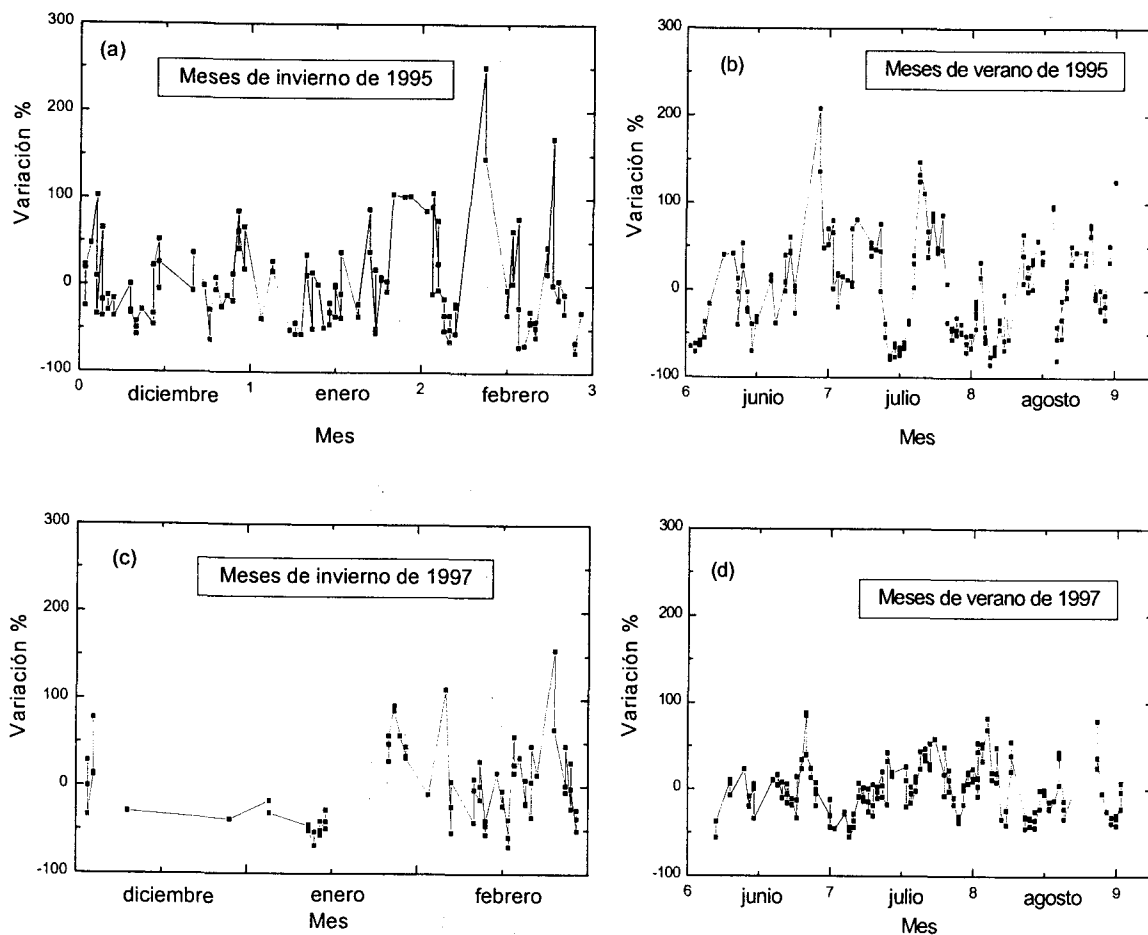 (a)
Meses de invierno de 1995
Variación %
300
200
100
0
-100
0
1
2
3
diciembre
enero
febrero
Mes
(b)
Meses de verano de 1995
Variación %
300
200
100
0
-100
6
7
8
9
junio
julio
agosto
Mes
(c)
Meses de invierno de 1997
Variación %
300
200
100
0
-100
diciembre
enero
febrero
Mes
(d)
Meses de verano de 1997
Variación %
300
200
100
0
-100
6
7
8
9
junio
julio
agosto
Mes